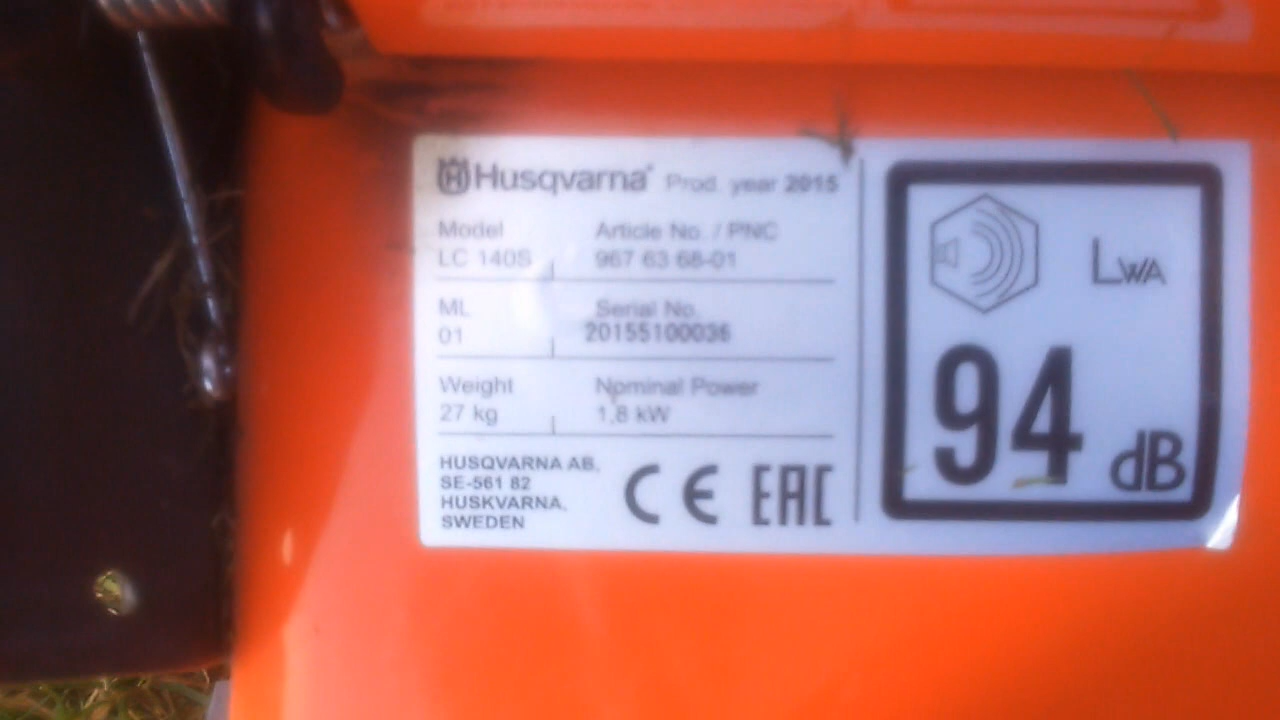 Husqvarna Prod. year 2015
Model Article No. / PNC
LC 140S 967 63 68-01
ML Serial No.
01 20155100036
Weight Nominal Power
27 kg 1,8 kW
HUSQVARNA AB,
SE-561 82
HUSKVARNA,
SWEDEN
CE EAC
LWA
94 dB